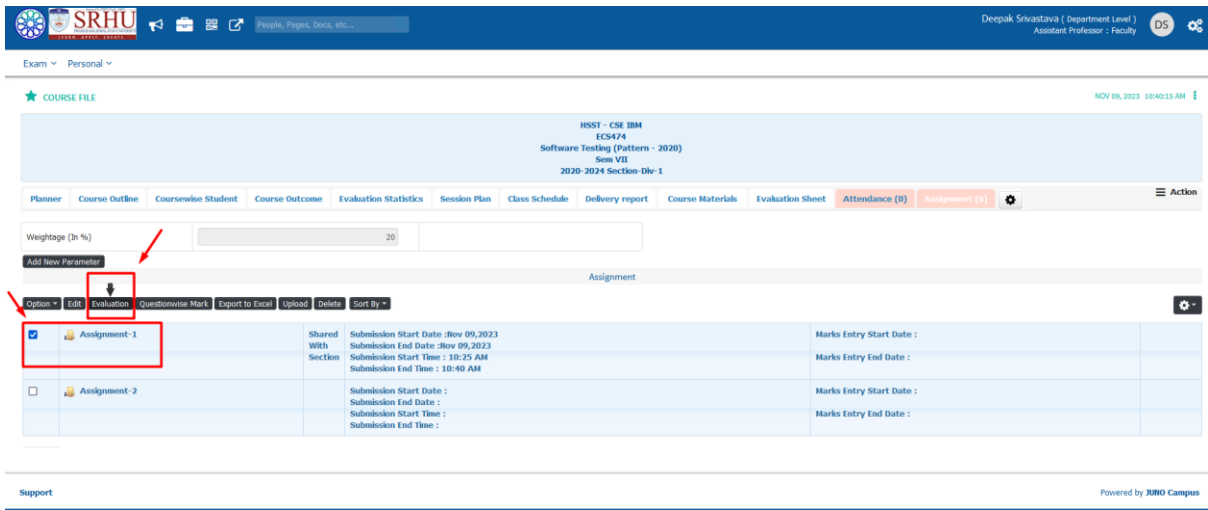 SRHU
LEARN. APPLY. CREATE.
People, Pages, Docs, etc...
Deepak Srivastava ( Department Level )
Assistant Professor : Faculty
DS
Exam Personal
COURSE FILE
NOV 09, 2023 10:40:15 AM
HSST - CSE IBM
ECS474
Software Testing (Pattern - 2020)
Sem VII
2020-2024 Section-Div-1
Action
Planner Course Outline Coursewise Student Course Outcome Evaluation Statistics Session Plan Class Schedule Delivery report Course Materials Evaluation Sheet Attendance (0) Assignment (6)
Weightage (In %) 20
Add New Parameter
Assignment
Option Edit Evaluation Questionwise Mark Export to Excel Upload Delete Sort By
Assignment-1
Shared
With
Section
Submission Start Date :Nov 09,2023
Submission End Date :Nov 09,2023
Submission Start Time : 10:25 AM
Submission End Time : 10:40 AM
Marks Entry Start Date :
Marks Entry End Date :
Assignment-2
Submission Start Date :
Submission End Date :
Submission Start Time :
Submission End Time :
Marks Entry Start Date :
Marks Entry End Date :
Support
Powered by JUNO Campus